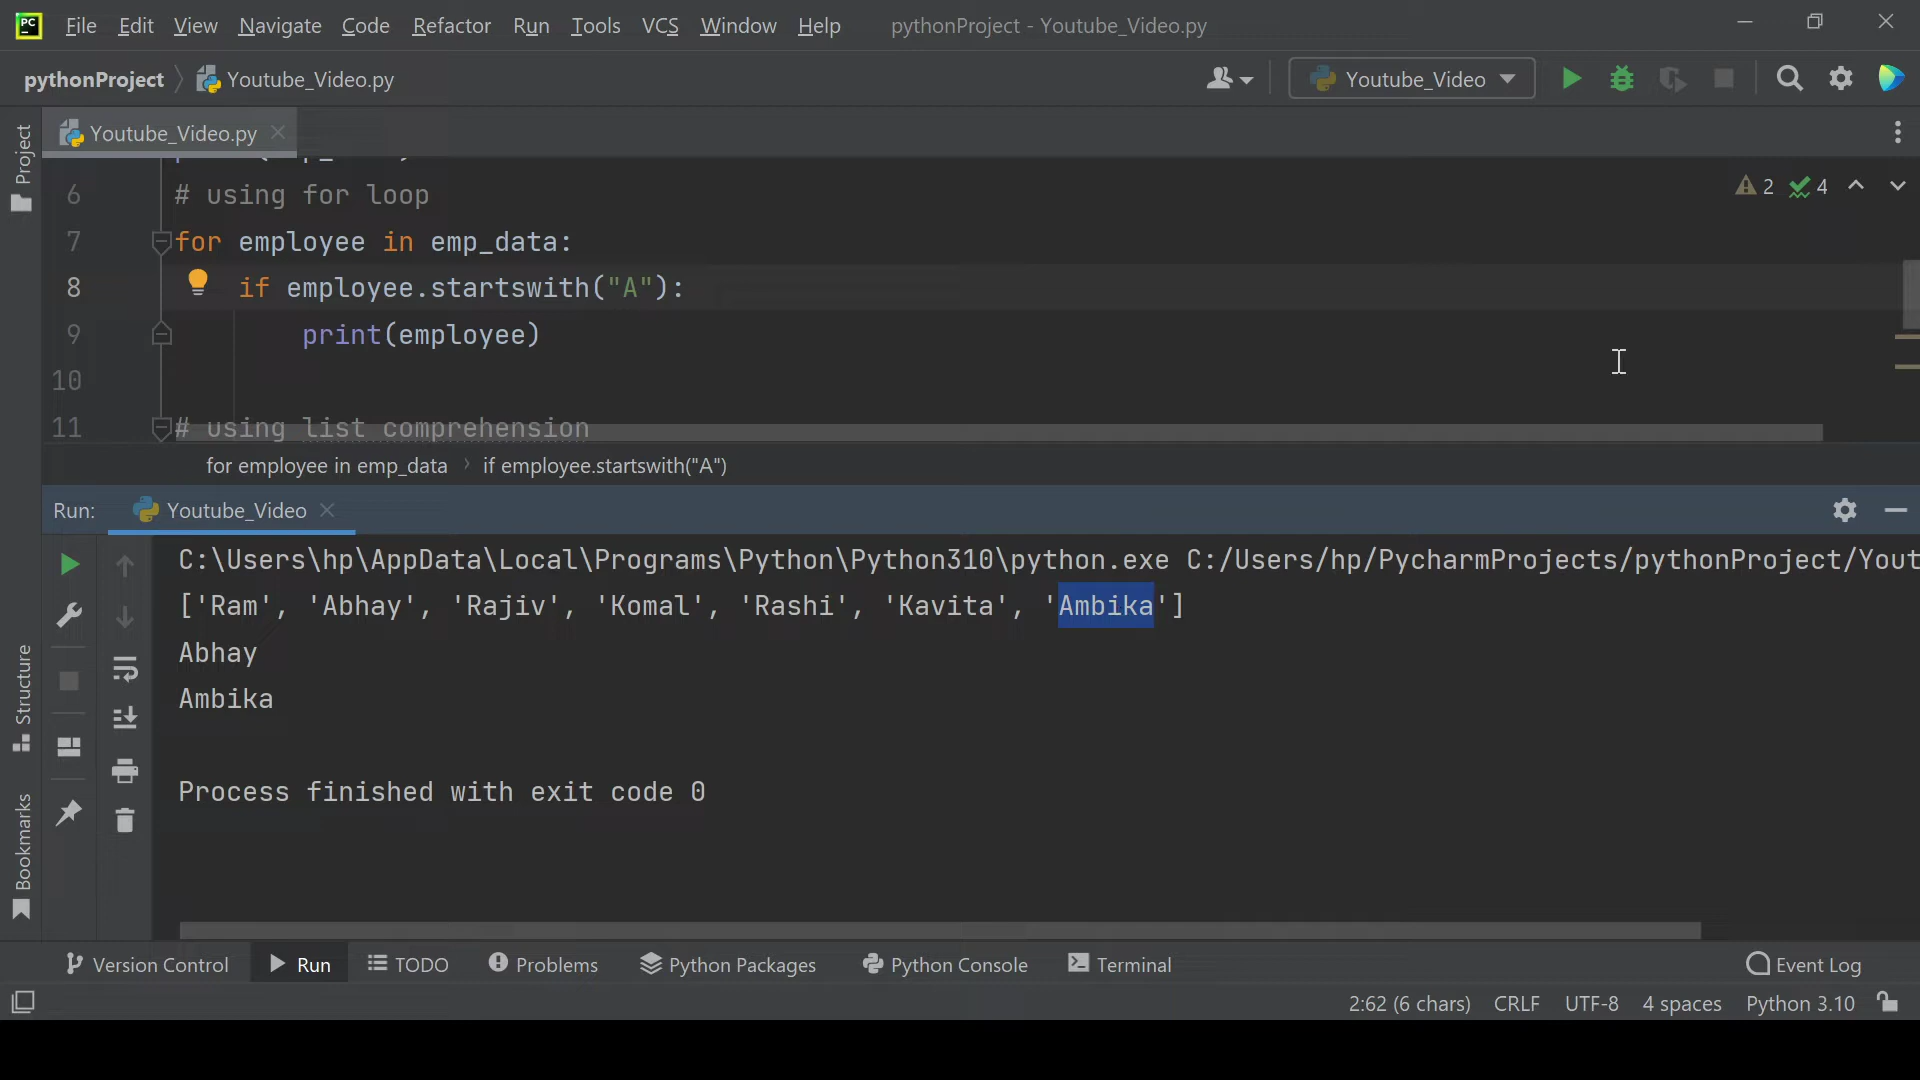 PC File Edit View Navigate Code Refactor Run Tools VCS Window Help pythonProject - Youtube_Video.py
pythonProject Youtube_Video.py Youtube_Video
Youtube_Video.py
Project
6 # using for loop 2 4
7 for employee in emp_data:
8 if employee.startswith("A"):
9 print(employee)
10
11 # using list comprehension
for employee in emp_data › if employee.startswith("A")
Run: Youtube_Video
C:\Users\hp\AppData\Local\Programs\Python\Python310\python.exe C:/Users/hp/PycharmProjects/pythonProject/Yout
['Ram', 'Abhay', 'Rajiv', 'Komal', 'Rashi', 'Kavita', 'Ambika']
Abhay
Ambika
Process finished with exit code 0
Structure
Bookmarks
Version Control Run TODO Problems Python Packages Python Console Terminal Event Log
2:62 (6 chars) CRLF UTF-8 4 spaces Python 3.10